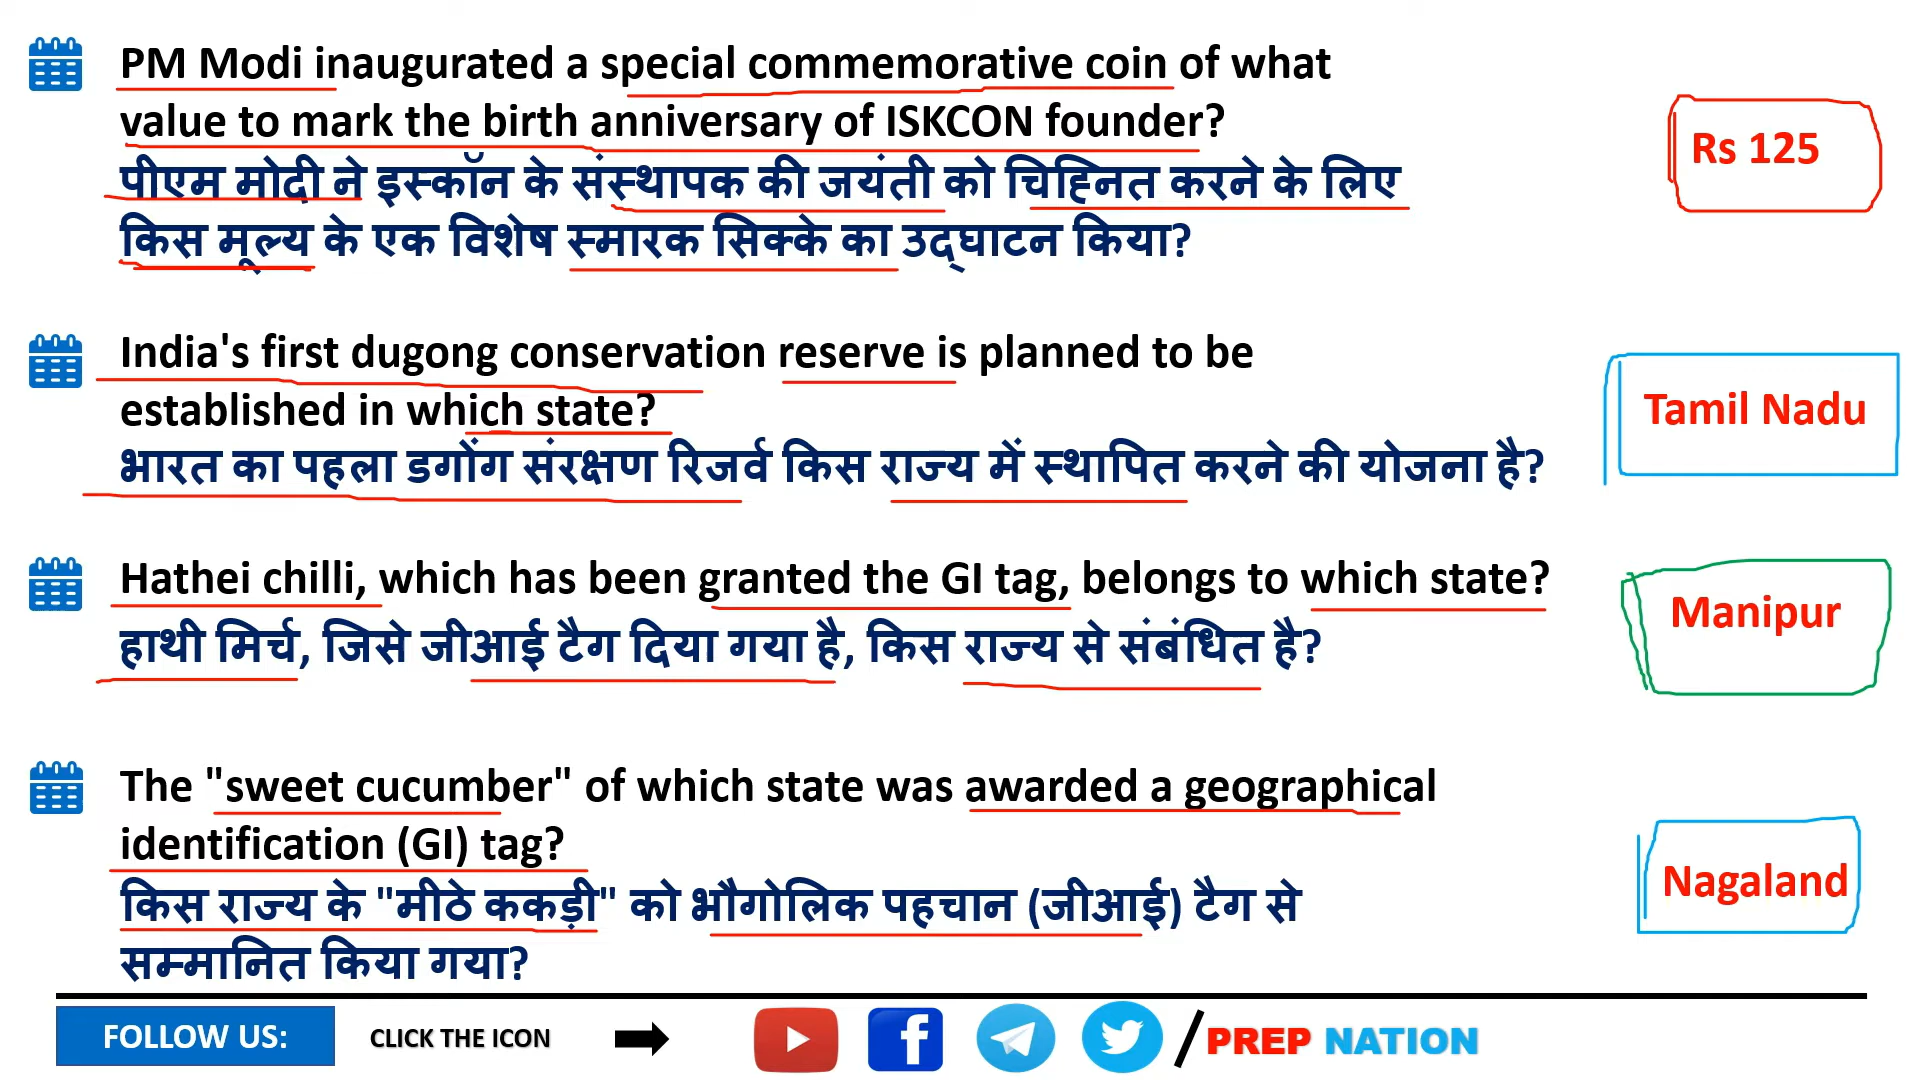 PM Modi inaugurated a special commemorative coin of what
value to mark the birth anniversary of ISKCON founder?
पीएम मोदी ने इस्कॉन के संस्थापक की जयंती को चिह्नित करने के लिए
किस मूल्य के एक विशेष स्मारक सिक्के का उद्घाटन किया?
Rs 125
India's first dugong conservation reserve is planned to be
established in which state?
भारत का पहला डगोंग संरक्षण रिजर्व किस राज्य में स्थापित करने की योजना है?
Tamil Nadu
Hathei chilli, which has been granted the GI tag, belongs to which state?
हाथी मिर्च, जिसे जीआई टैग दिया गया है, किस राज्य से संबंधित है?
Manipur
The "sweet cucumber" of which state was awarded a geographical
identification (GI) tag?
किस राज्य के "मीठे ककड़ी" को भौगोलिक पहचान (जीआई) टैग से
सम्मानित किया गया?
Nagaland
FOLLOW US: CLICK THE ICON /PREP NATION